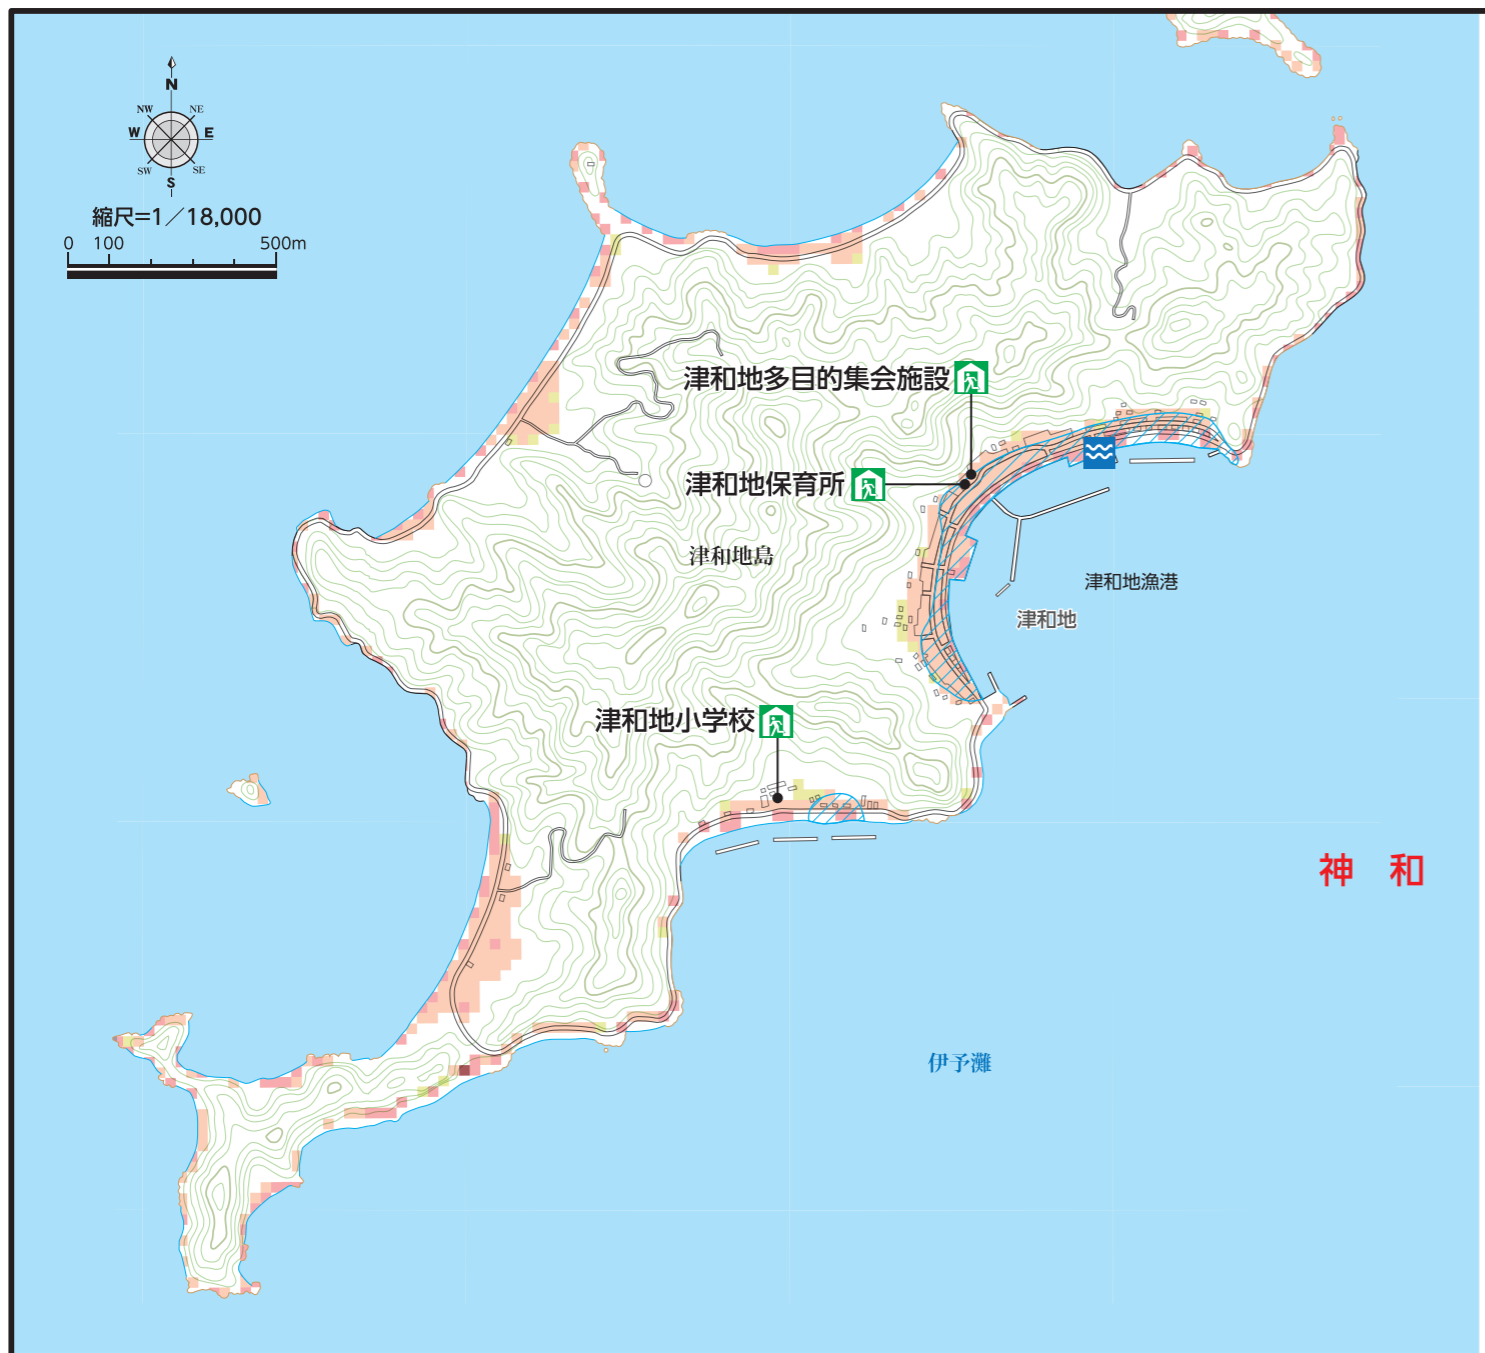 N
NW NE
W E
SW SE
S
縮尺=1／18,000
0 100 500m
津和地多目的集会施設
津和地保育所
津和地島
津和地漁港
津和地
津和地小学校
神 和
伊予灘